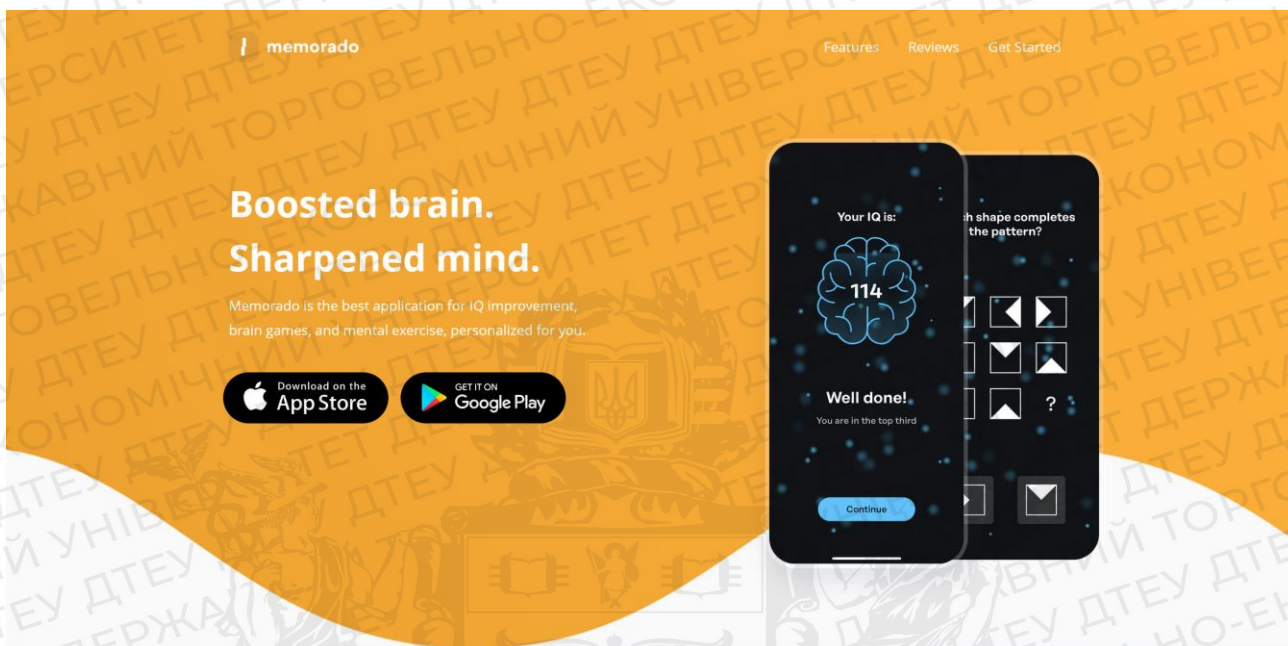 memorado
Features Reviews Get Started
Boosted brain.
Sharpened mind.
Memorado is the best application for IQ improvement,
brain games, and mental exercise, personalized for you.
Download on the
App Store
GET IT ON
Google Play
Your IQ is:
114
Well done!
You are in the top third
Continue
shape completes
the pattern?
?